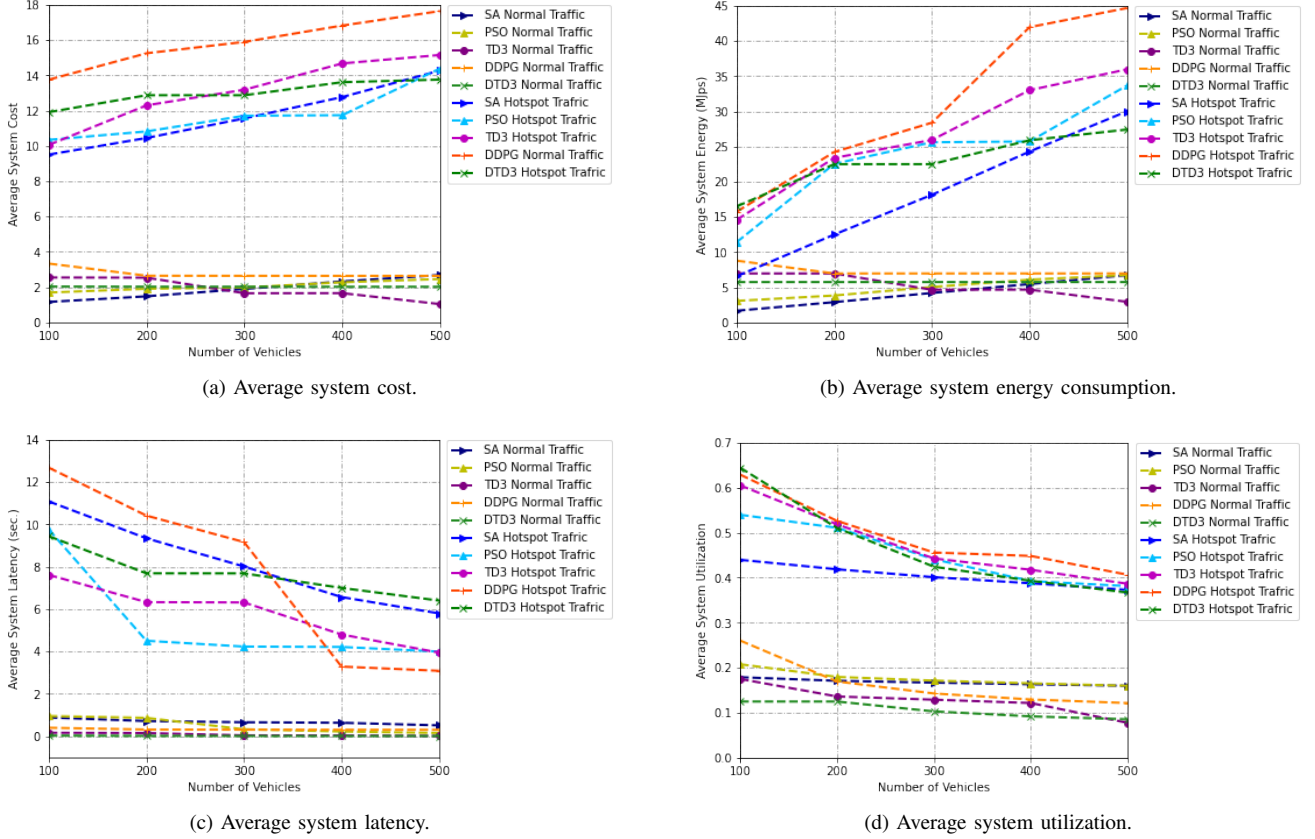 18
16
14
12
10
8
6
4
2
0
Average System Cost
100
200
300
400
500
Number of Vehicles
SA Normal Traffic
PSO Normal Traffic
TD3 Normal Traffic
DDPG Normal Traffic
DTD3 Normal Traffic
SA Hotspot Trafric
PSO Hotspot Trafric
TD3 Hotspot Trafric
DDPG Normal Traffic
DTD3 Hotspot Trafric
(a) Average system cost.
45
40
35
30
25
20
15
10
5
0
Average System Energy (MJps)
100
200
300
400
500
Number of Vehicles
SA Normal Traffic
PSO Normal Traffic
TD3 Normal Traffic
DDPG Normal Traffic
DTD3 Normal Traffic
SA Hotspot Trafric
PSO Hotspot Trafric
TD3 Hotspot Trafric
DDPG Hotspot Trafric
DTD3 Hotspot Trafric
(b) Average system energy consumption.
14
12
10
8
6
4
2
0
Average System Latency (sec.)
100
200
300
400
500
Number of Vehicles
SA Normal Traffic
PSO Normal Traffic
TD3 Normal Traffic
DDPG Normal Traffic
DTD3 Normal Traffic
SA Hotspot Trafric
PSO Hotspot Trafric
TD3 Hotspot Trafric
DDPG Hotspot Trafric
DTD3 Hotspot Trafric
(c) Average system latency.
0.7
0.6
0.5
0.4
0.3
0.2
0.1
0.0
Average System Utilization
100
200
300
400
500
Number of Vehicles
SA Normal Traffic
PSO Normal Traffic
TD3 Normal Traffic
DDPG Normal Traffic
DTD3 Normal Traffic
SA Hotspot Trafric
PSO Hotspot Trafric
TD3 Hotspot Trafric
DDPG Hotspot Trafric
DTD3 Hotspot Trafric
(d) Average system utilization.